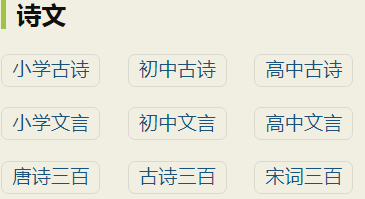 诗文
小学古诗 初中古诗 高中古诗
小学文言 初中文言 高中文言
唐诗三百 古诗三百 宋词三百